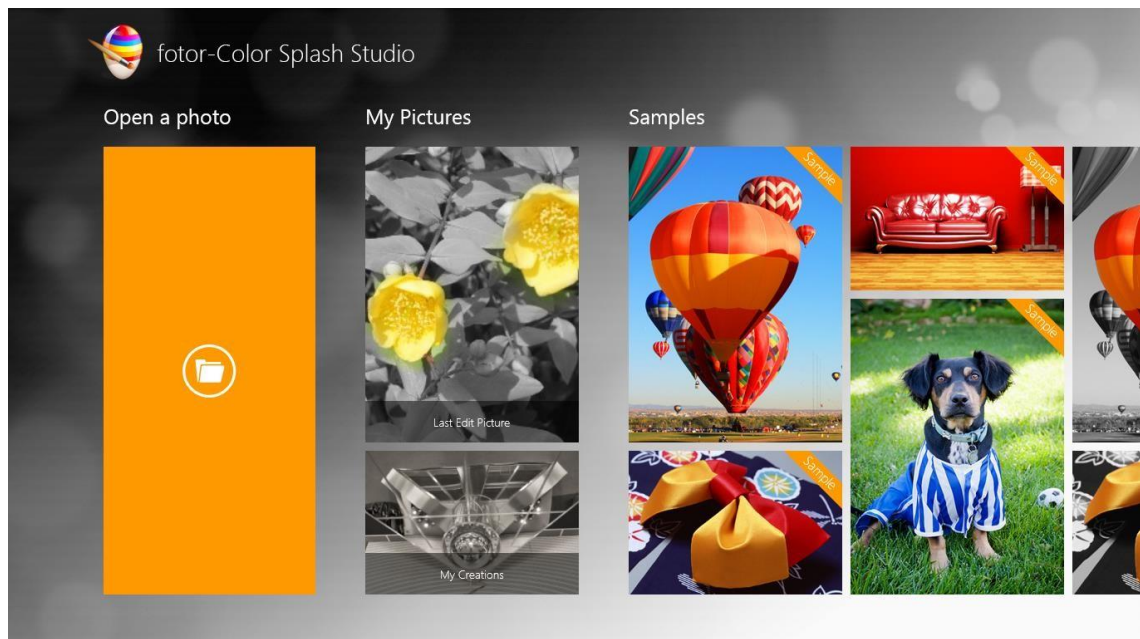 fotor-Color Splash Studio
Open a photo
My Pictures
Samples
Last Edit Picture
My Creations
Sample
Sample
Sample
Sample